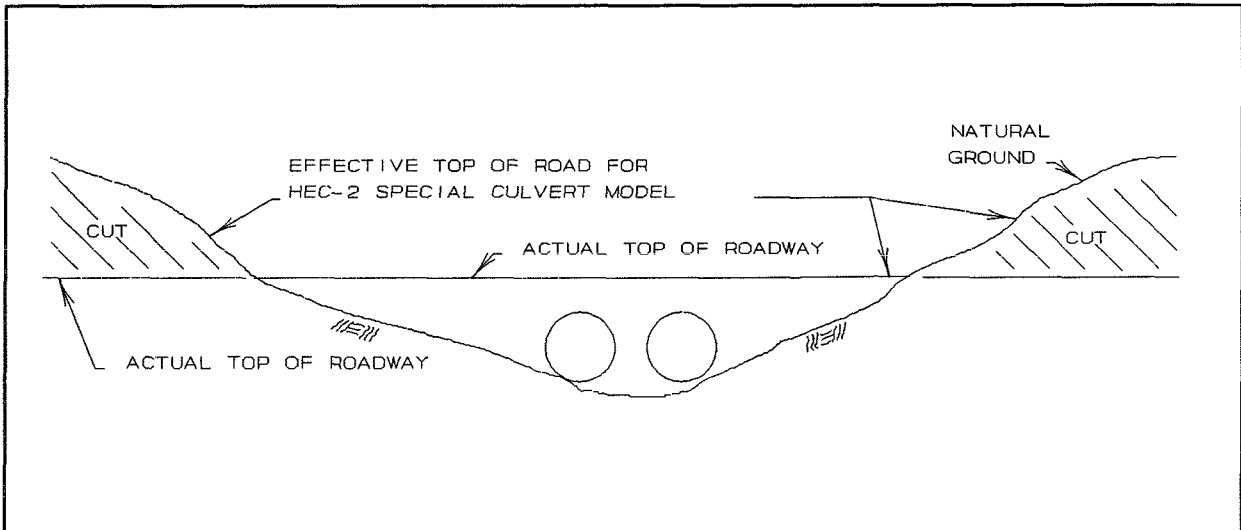 NATURAL
GROUND
EFFECTIVE TOP OF ROAD FOR
HEC-2 SPECIAL CULVERT MODEL
CUT
CUT
ACTUAL TOP OF ROADWAY
ACTUAL TOP OF ROADWAY